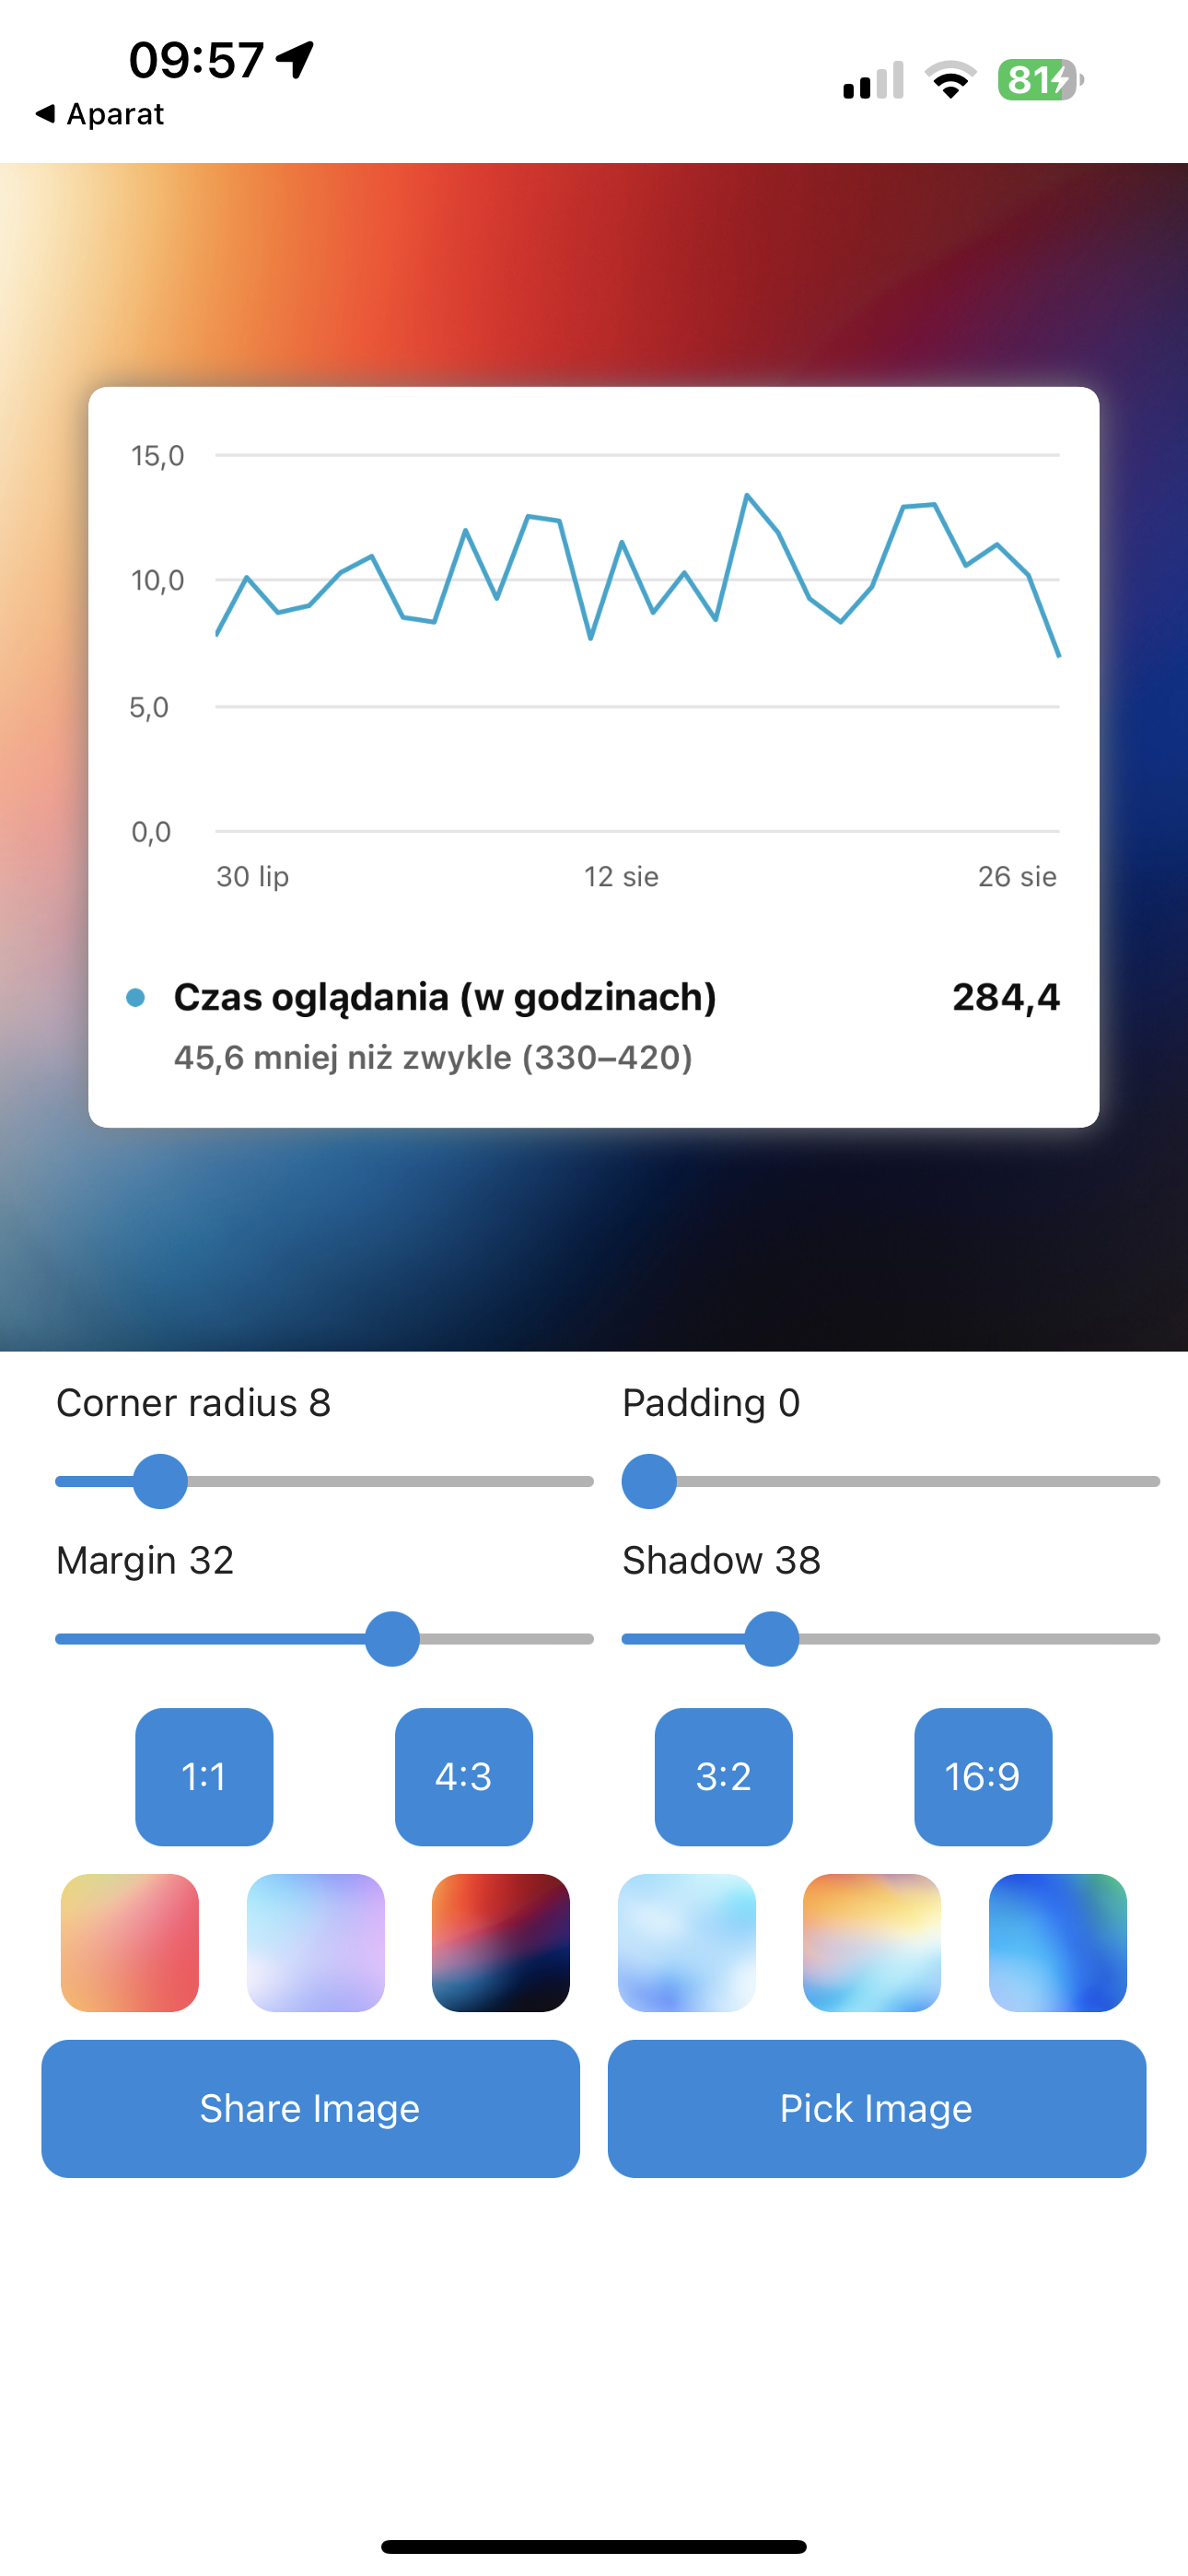 09:57
81
◀ Aparat
15,0
10,0
5,0
0,0
30 lip 12 sie 26 sie
Czas oglądania (w godzinach) 284,4
45,6 mniej niż zwykle (330–420)
Corner radius 8 Padding 0
Margin 32 Shadow 38
1:1 4:3 3:2 16:9
Share Image Pick Image